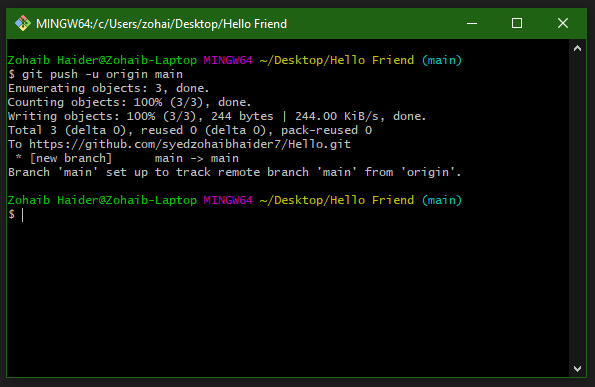 MINGW64:/c/Users/zohai/Desktop/Hello Friend
Zohaib Haider@Zohaib-Laptop MINGW64 ~/Desktop/Hello Friend (main)
$ git push -u origin main
Enumerating objects: 3, done.
Counting objects: 100% (3/3), done.
Writing objects: 100% (3/3), 244 bytes | 244.00 KiB/s, done.
Total 3 (delta 0), reused 0 (delta 0), pack-reused 0
To https://github.com/syedzohaibhaider7/Hello.git
 * [new branch]      main -> main
Branch 'main' set up to track remote branch 'main' from 'origin'.
Zohaib Haider@Zohaib-Laptop MINGW64 ~/Desktop/Hello Friend (main)
$